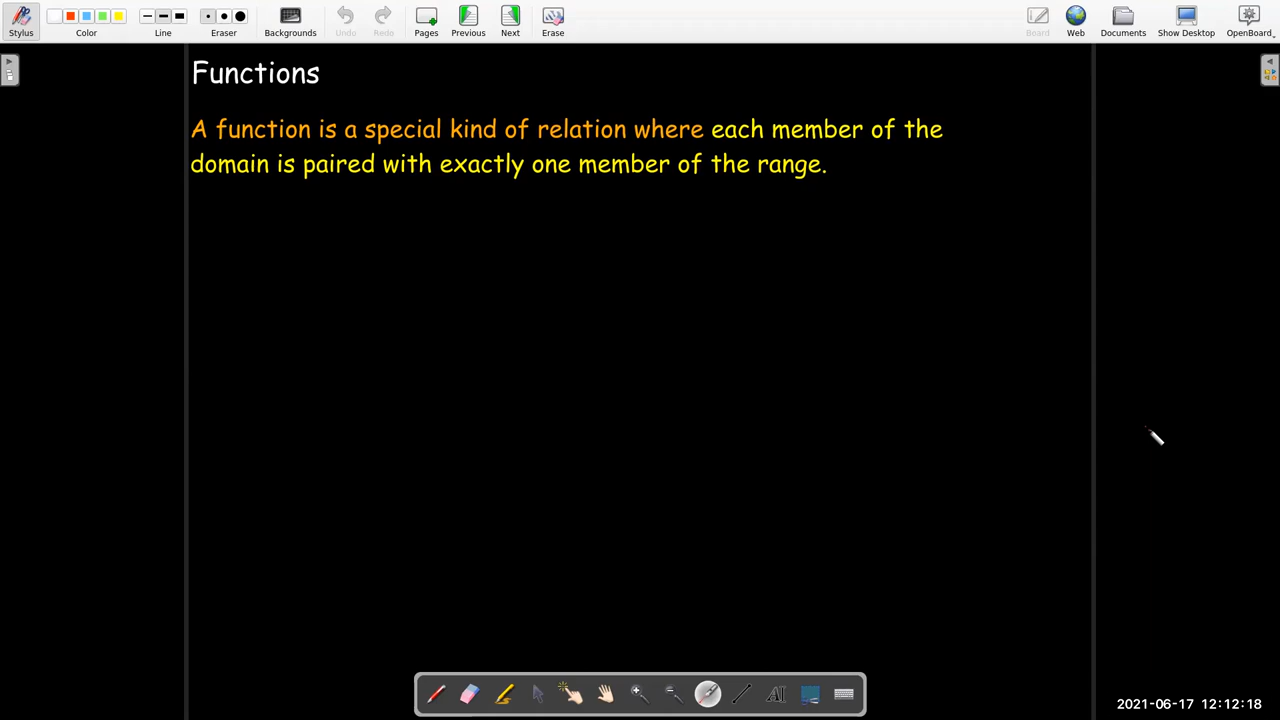 Stylus Color Line Eraser Backgrounds Undo Redo Pages Previous Next Erase Board Web Documents Show Desktop OpenBoard
Functions
A function is a special kind of relation where each member of the
domain is paired with exactly one member of the range.
AI
2021-06-17 12:12:18